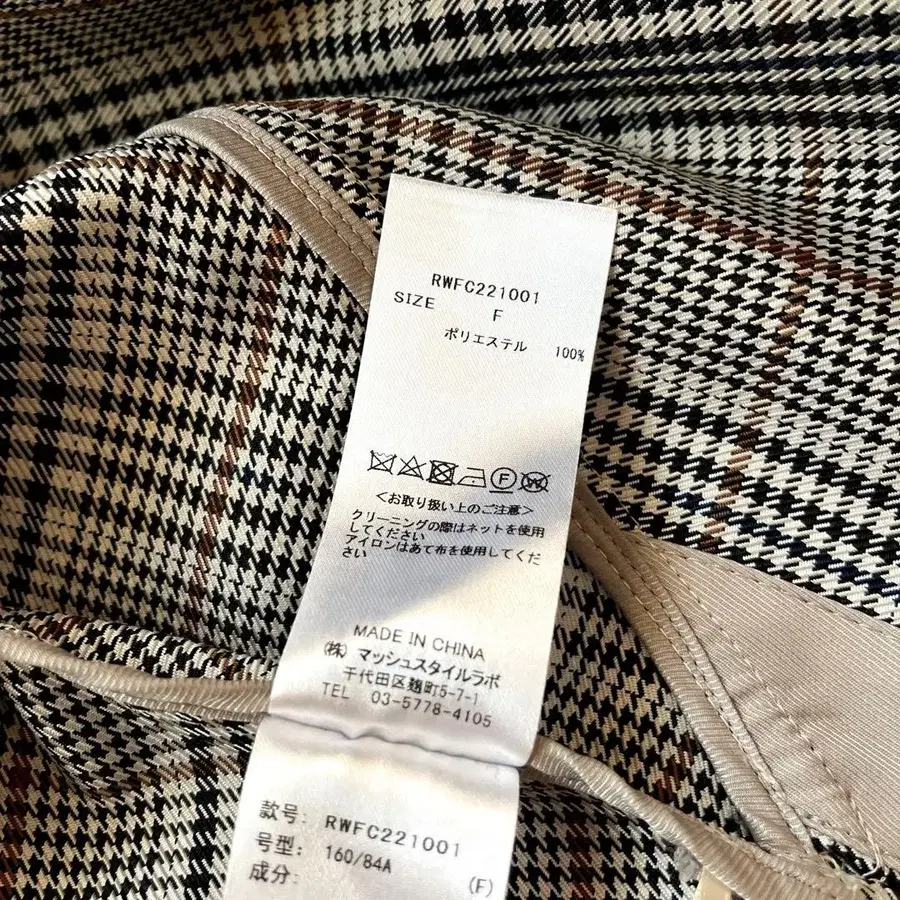 RWFC221001
SIZE F
ポリエステル 100%
<お取り扱い上のご注意>
クリーニングの際はネットを使用
してください
アイロンはあて布を使用してくだ
さい
MADE IN CHINA
(株) マッシュスタイルラボ
千代田区麹町5-7-1
TEL 03-5778-4105
款号: RWFC221001
号型: 160/84A
成分: (F)